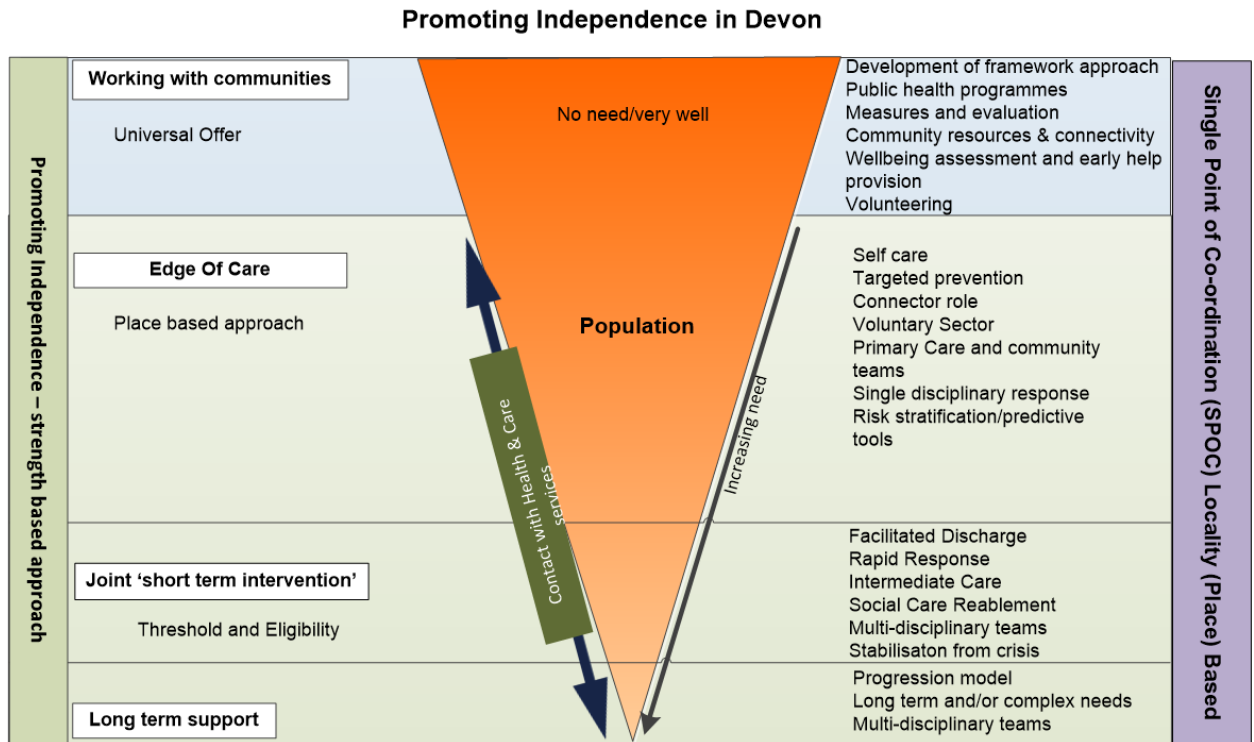 Promoting Independence in Devon
Promoting Independence – strength based approach
Working with communities
Universal Offer
No need/very well
Development of framework approach
Public health programmes
Measures and evaluation
Community resources & connectivity
Wellbeing assessment and early help
provision
Volunteering
Edge Of Care
Place based approach
Population
Contact with Health & Care
services
Increasing need
Self care
Targeted prevention
Connector role
Voluntary Sector
Primary Care and community
teams
Single disciplinary response
Risk stratification/predictive
tools
Joint ‘short term intervention’
Threshold and Eligibility
Facilitated Discharge
Rapid Response
Intermediate Care
Social Care Reablement
Multi-disciplinary teams
Stabilisaton from crisis
Long term support
Progression model
Long term and/or complex needs
Multi-disciplinary teams
Single Point of Co-ordination (SPOC) Locality (Place) Based